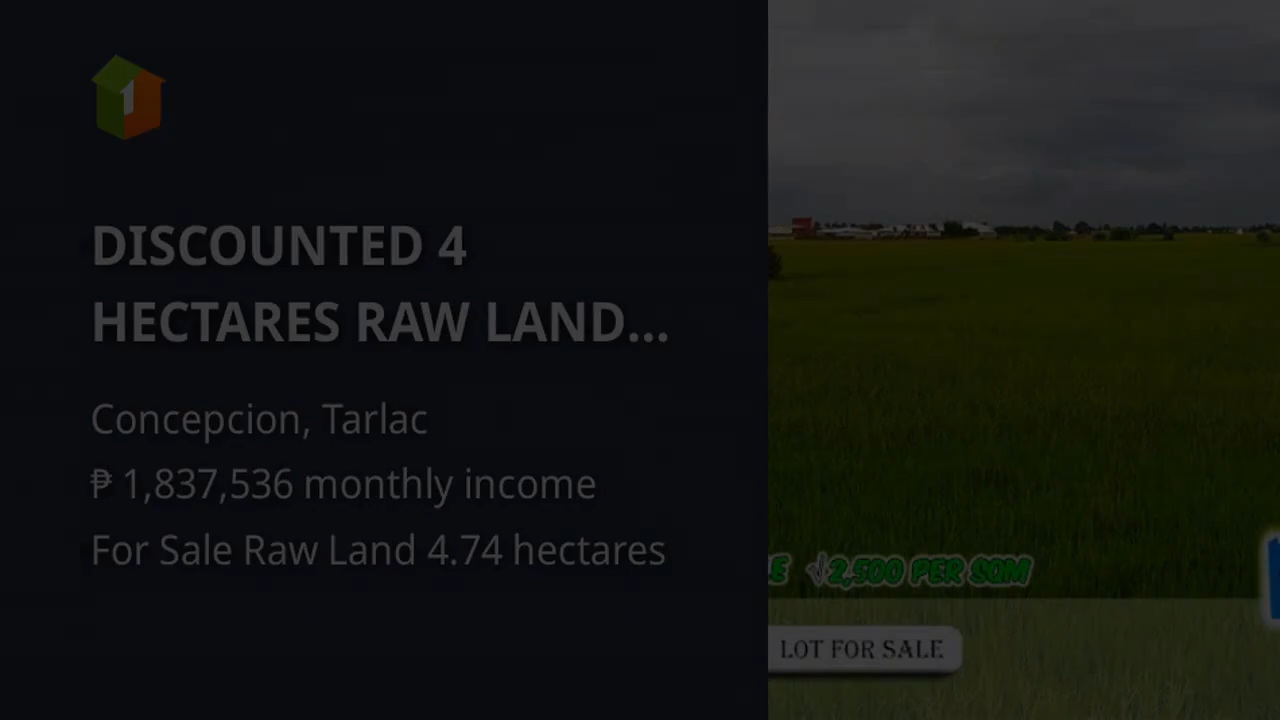 DISCOUNTED 4
HECTARES RAW LAND...
Concepcion, Tarlac
₱ 1,837,536 monthly income
For Sale Raw Land 4.74 hectares
√2,500 PER SQM
LOT FOR SALE